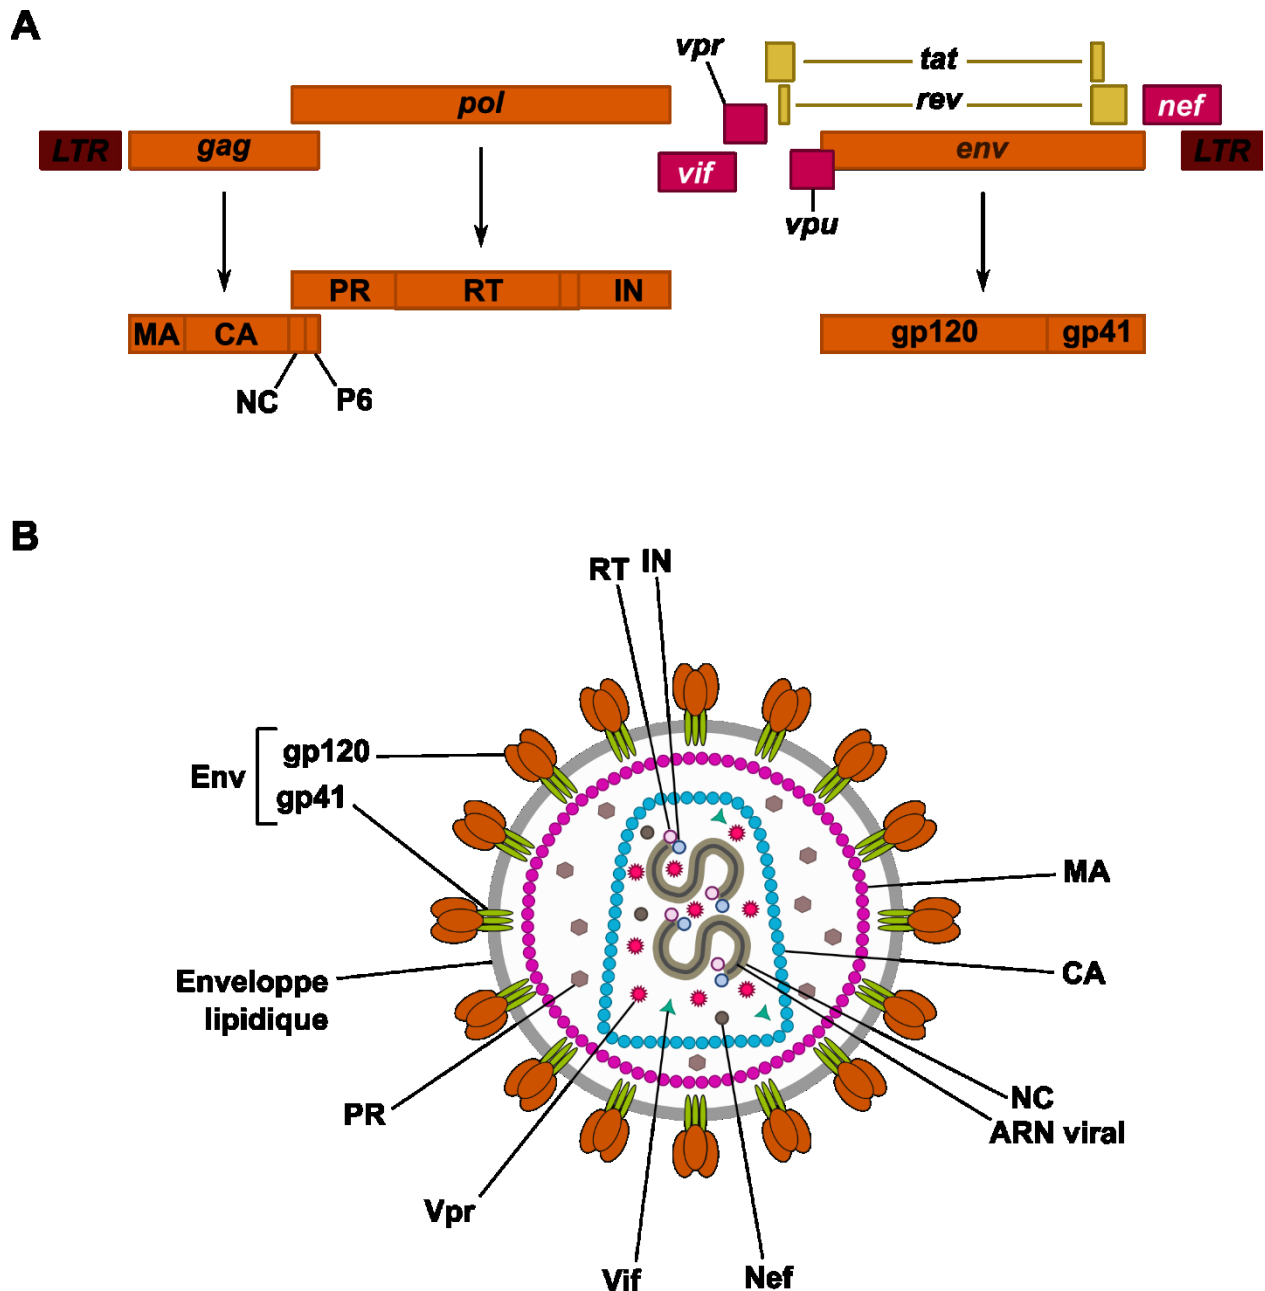 A
vpr
tat
pol
rev
nef
LTR
gag
env
LTR
vif
vpu
PR
RT
IN
MA
CA
gp120
gp41
NC
P6
B
RT
IN
Env
gp120
gp41
MA
CA
Enveloppe
lipidique
PR
NC
ARN viral
Vpr
Vif
Nef